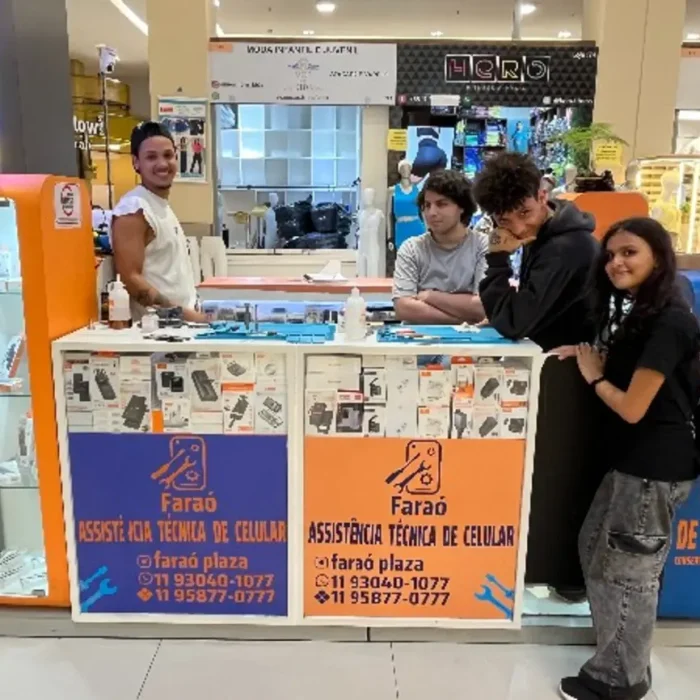 MODA INFANTIL E JUVENIL
HERO
Faraó
ASSISTÊNCIA TÉCNICA DE CELULAR
faraó plaza
11 93040-1077
11 95877-0777
Faraó
ASSISTÊNCIA TÉCNICA DE CELULAR
faraó plaza
11 93040-1077
11 95877-0777
DE